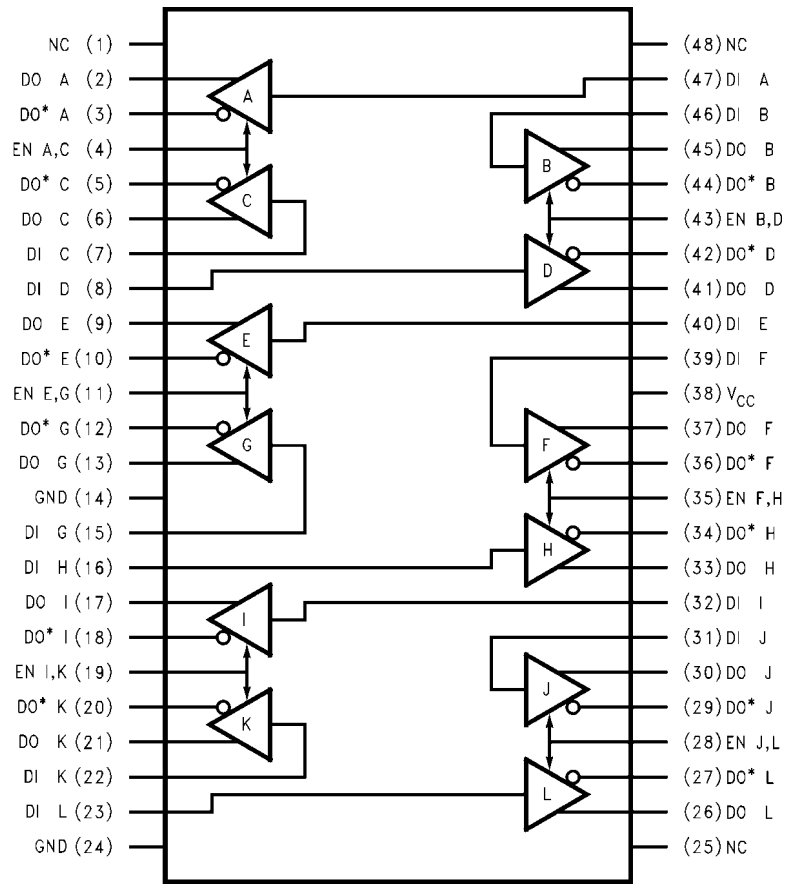 NC (1)
DO A (2)
DO* A (3)
EN A,C (4)
DO* C (5)
DO C (6)
DI C (7)
DI D (8)
DO E (9)
DO* E (10)
EN E,G (11)
DO* G (12)
DO G (13)
GND (14)
DI G (15)
DI H (16)
DO I (17)
DO* I (18)
EN I,K (19)
DO* K (20)
DO K (21)
DI K (22)
DI L (23)
GND (24)
A
C
E
G
I
K
B
D
F
H
J
L
(48) NC
(47) DI A
(46) DI B
(45) DO B
(44) DO* B
(43) EN B,D
(42) DO* D
(41) DO D
(40) DI E
(39) DI F
(38) VCC
(37) DO F
(36) DO* F
(35) EN F,H
(34) DO* H
(33) DO H
(32) DI I
(31) DI J
(30) DO J
(29) DO* J
(28) EN J,L
(27) DO* L
(26) DO L
(25) NC